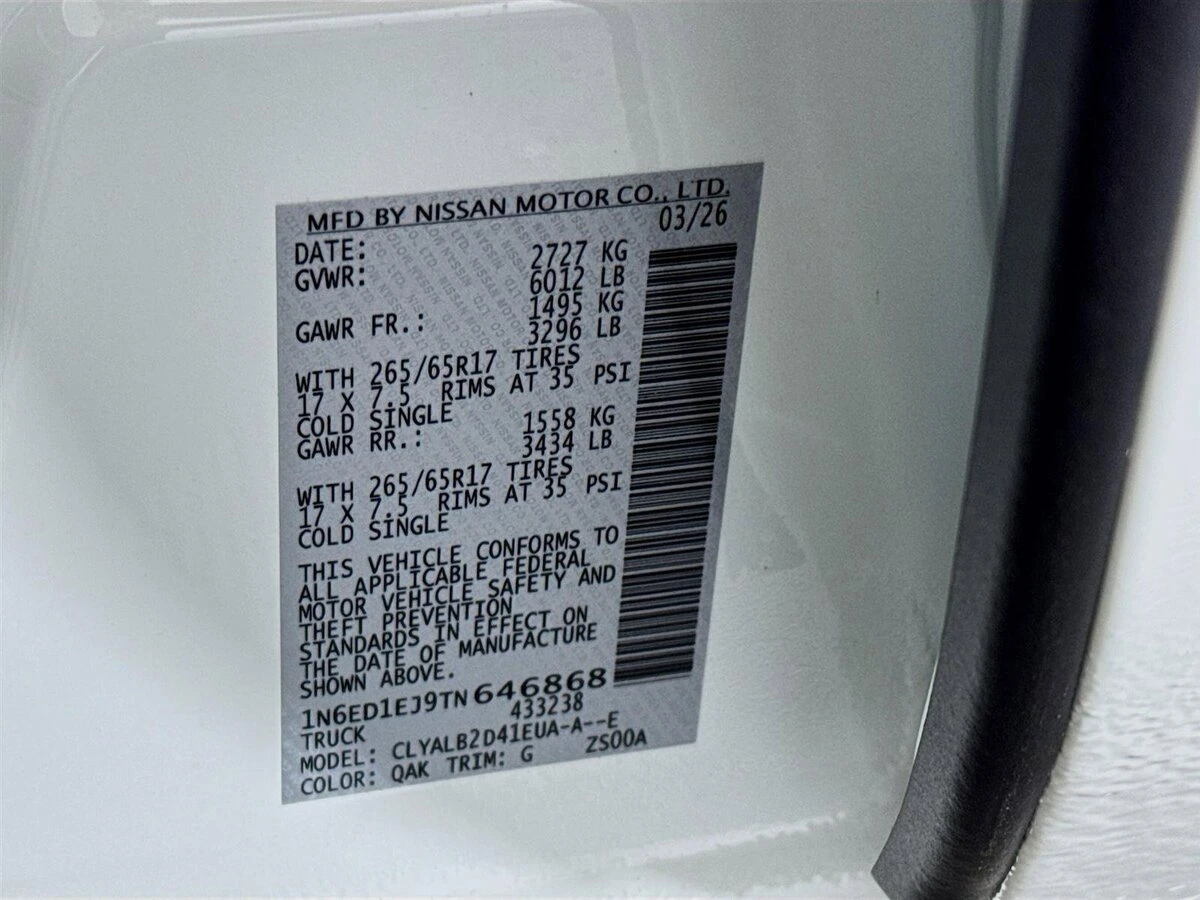 MFD BY NISSAN MOTOR CO., LTD.
DATE: 03/26
GVWR: 2727 KG
6012 LB
GAWR FR.: 1495 KG
3296 LB
WITH 265/65R17 TIRES
17 X 7.5 RIMS AT 35 PSI
COLD SINGLE
GAWR RR.: 1558 KG
3434 LB
WITH 265/65R17 TIRES
17 X 7.5 RIMS AT 35 PSI
COLD SINGLE
THIS VEHICLE CONFORMS TO
ALL APPLICABLE FEDERAL
MOTOR VEHICLE SAFETY AND
THEFT PREVENTION
STANDARDS IN EFFECT ON
THE DATE OF MANUFACTURE
SHOWN ABOVE.
1N6ED1EJ9TN646868
TRUCK 433238
MODEL: CLYALB2D41EUA-A--E
COLOR: QAK TRIM: G ZS00A